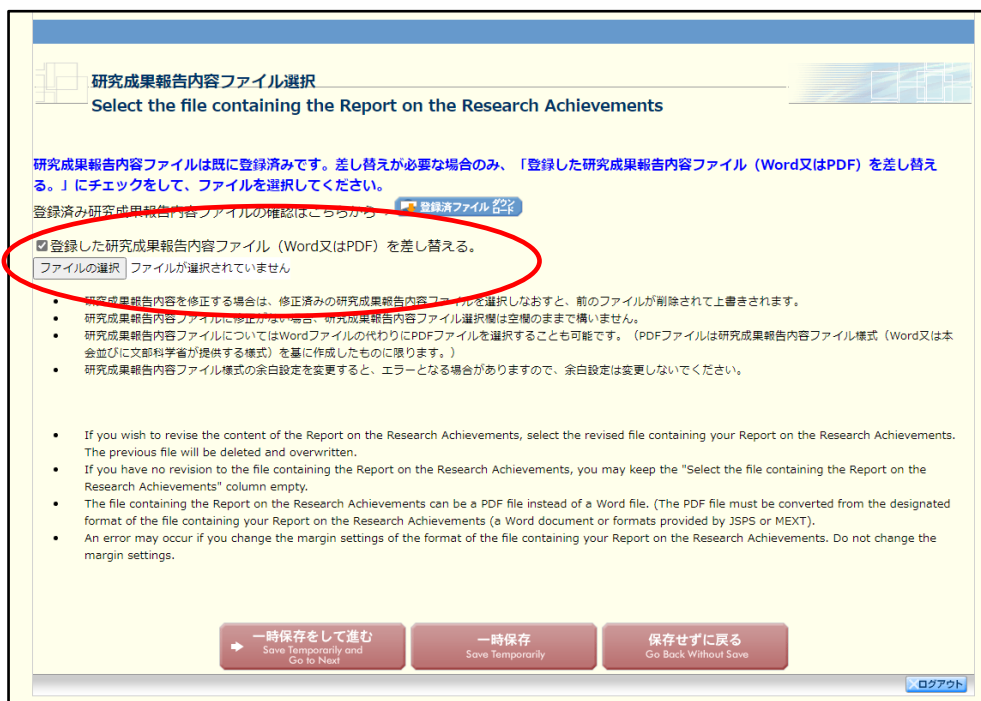 研究成果報告内容ファイル選択
Select the file containing the Report on the Research Achievements
研究成果報告内容ファイルは既に登録済みです。差し替えが必要な場合のみ、「登録した研究成果報告内容ファイル（Word又はPDF）を差し替え
る。」にチェックをして、ファイルを選択してください。
登録済み研究成果報告内容ファイルの確認はこちらから 登録済ファイル ダウンロード
登録した研究成果報告内容ファイル（Word又はPDF）を差し替える。
ファイルの選択 ファイルが選択されていません
• 研究成果報告内容を修正する場合は、修正済みの研究成果報告内容ファイルを選択しなおすと、前のファイルが削除されて上書きされます。
• 研究成果報告内容ファイルに修正がない場合、研究成果報告内容ファイル選択欄は空欄のままで構いません。
• 研究成果報告内容ファイルについてはWordファイルの代わりにPDFファイルを選択することも可能です。（PDFファイルは研究成果報告内容ファイル様式（Word又は本
会並びに文部科学省が提供する様式）を基に作成したものに限ります。）
• 研究成果報告内容ファイル様式の余白設定を変更すると、エラーとなる場合がありますので、余白設定は変更しないでください。
• If you wish to revise the content of the Report on the Research Achievements, select the revised file containing your Report on the Research Achievements.
The previous file will be deleted and overwritten.
• If you have no revision to the file containing the Report on the Research Achievements, you may keep the "Select the file containing the Report on the
Research Achievements" column empty.
• The file containing the Report on the Research Achievements can be a PDF file instead of a Word file. (The PDF file must be converted from the designated
format of the file containing your Report on the Research Achievements (a Word document or formats provided by JSPS or MEXT).
• An error may occur if you change the margin settings of the format of the file containing your Report on the Research Achievements. Do not change the
margin settings.
一時保存をして進む
Save Temporarily and
Go to Next
一時保存
Save Temporarily
保存せずに戻る
Go Back Without Save
ログアウト